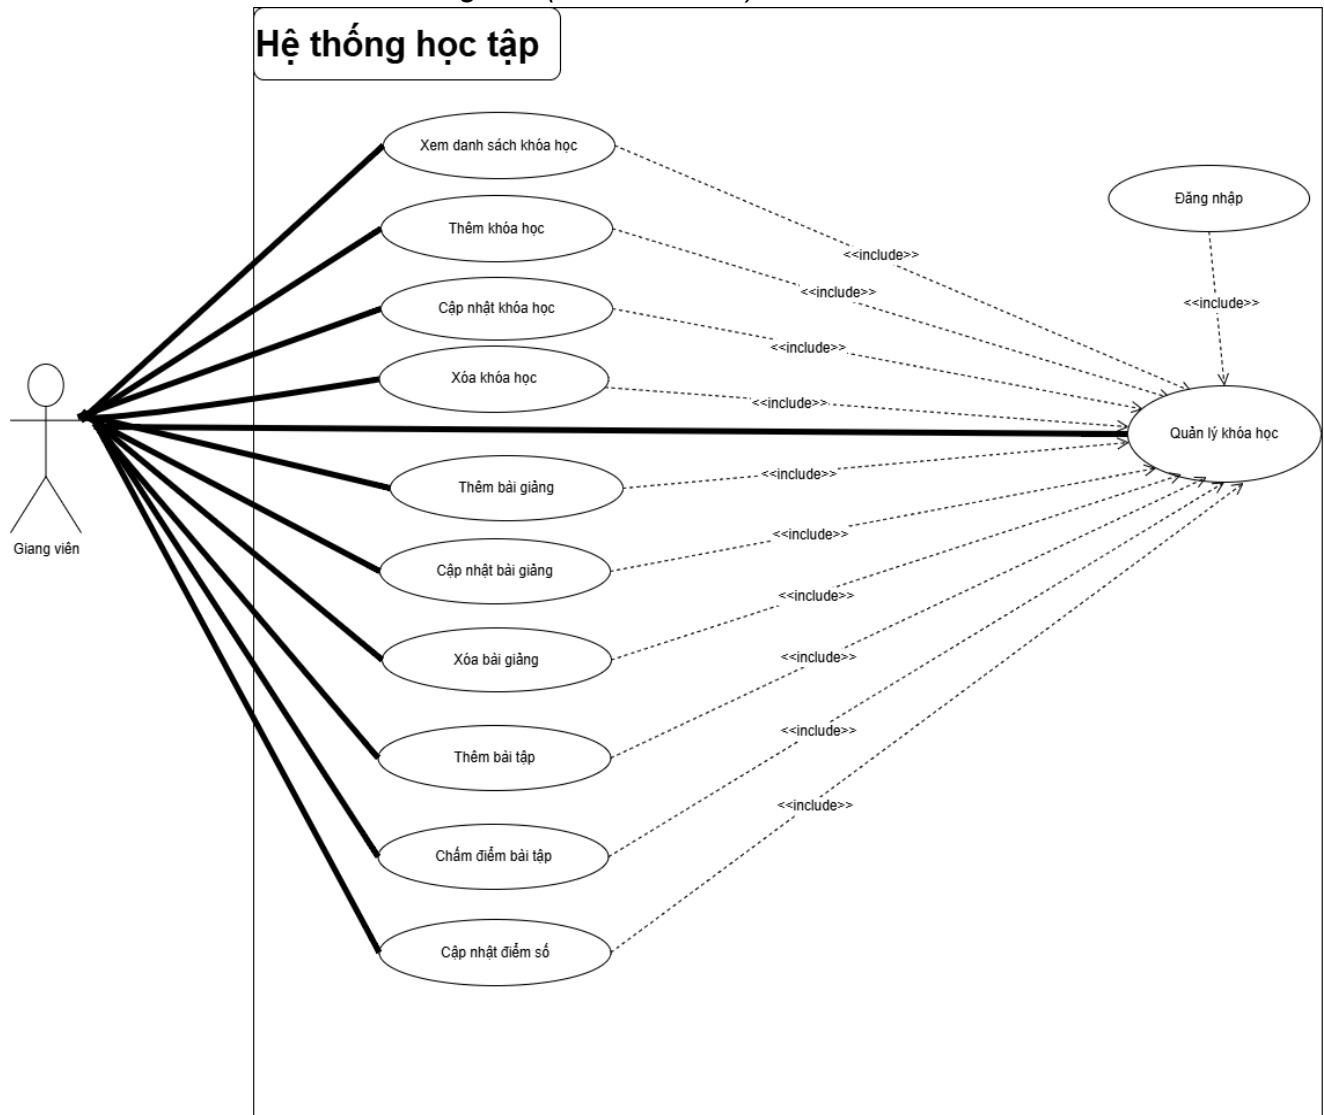 Hệ thống học tập
Xem danh sách khóa học
Đăng nhập
Thêm khóa học
<<include>>
<<include>>
<<include>>
Cập nhật khóa học
<<include>>
Xóa khóa học
<<include>>
Quản lý khóa học
<<include>>
Thêm bài giảng
<<include>>
Giang viên
Cập nhật bài giảng
<<include>>
Xóa bài giảng
<<include>>
Thêm bài tập
<<include>>
<<include>>
Chấm điểm bài tập
Cập nhật điểm số